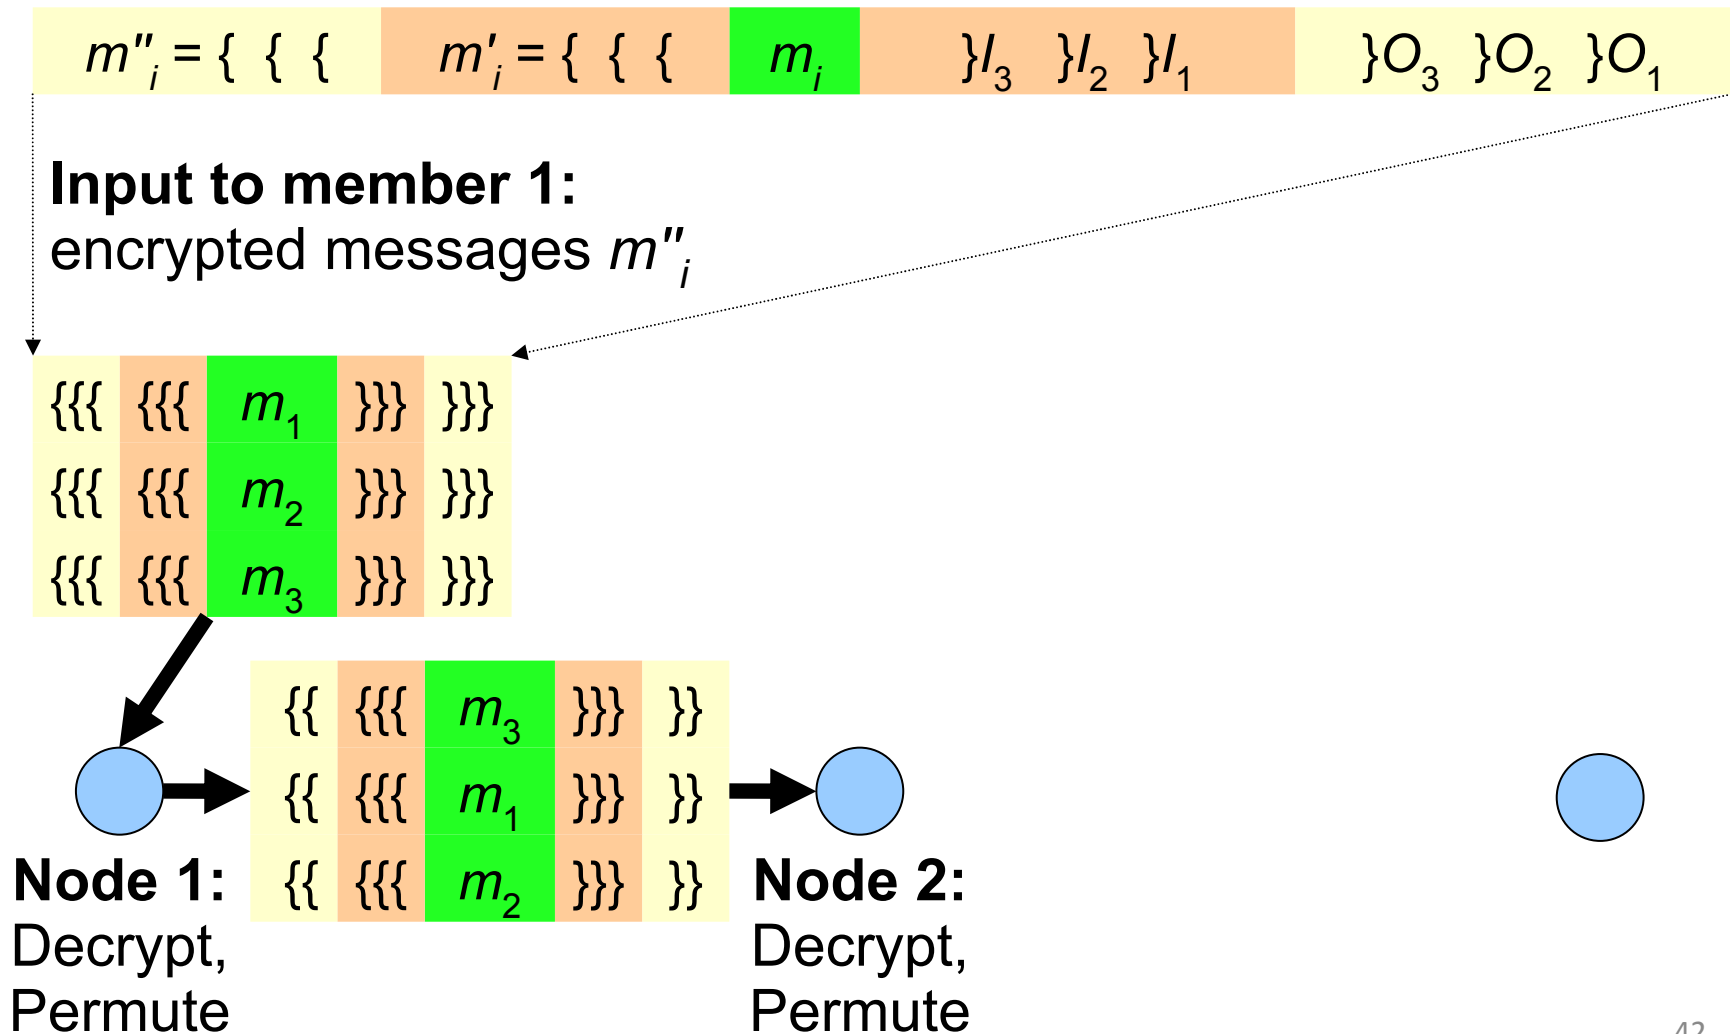 m″i = { { { m′i = { { { mi }I3 }I2 }I1 }O3 }O2 }O1
Input to member 1:
encrypted messages m″i
{{{ {{{ m1 }}} }}}
{{{ {{{ m2 }}} }}}
{{{ {{{ m3 }}} }}}
{{ {{{ m3 }}} }}
{{ {{{ m1 }}} }}
{{ {{{ m2 }}} }}
Node 1:
Decrypt,
Permute
Node 2:
Decrypt,
Permute
42